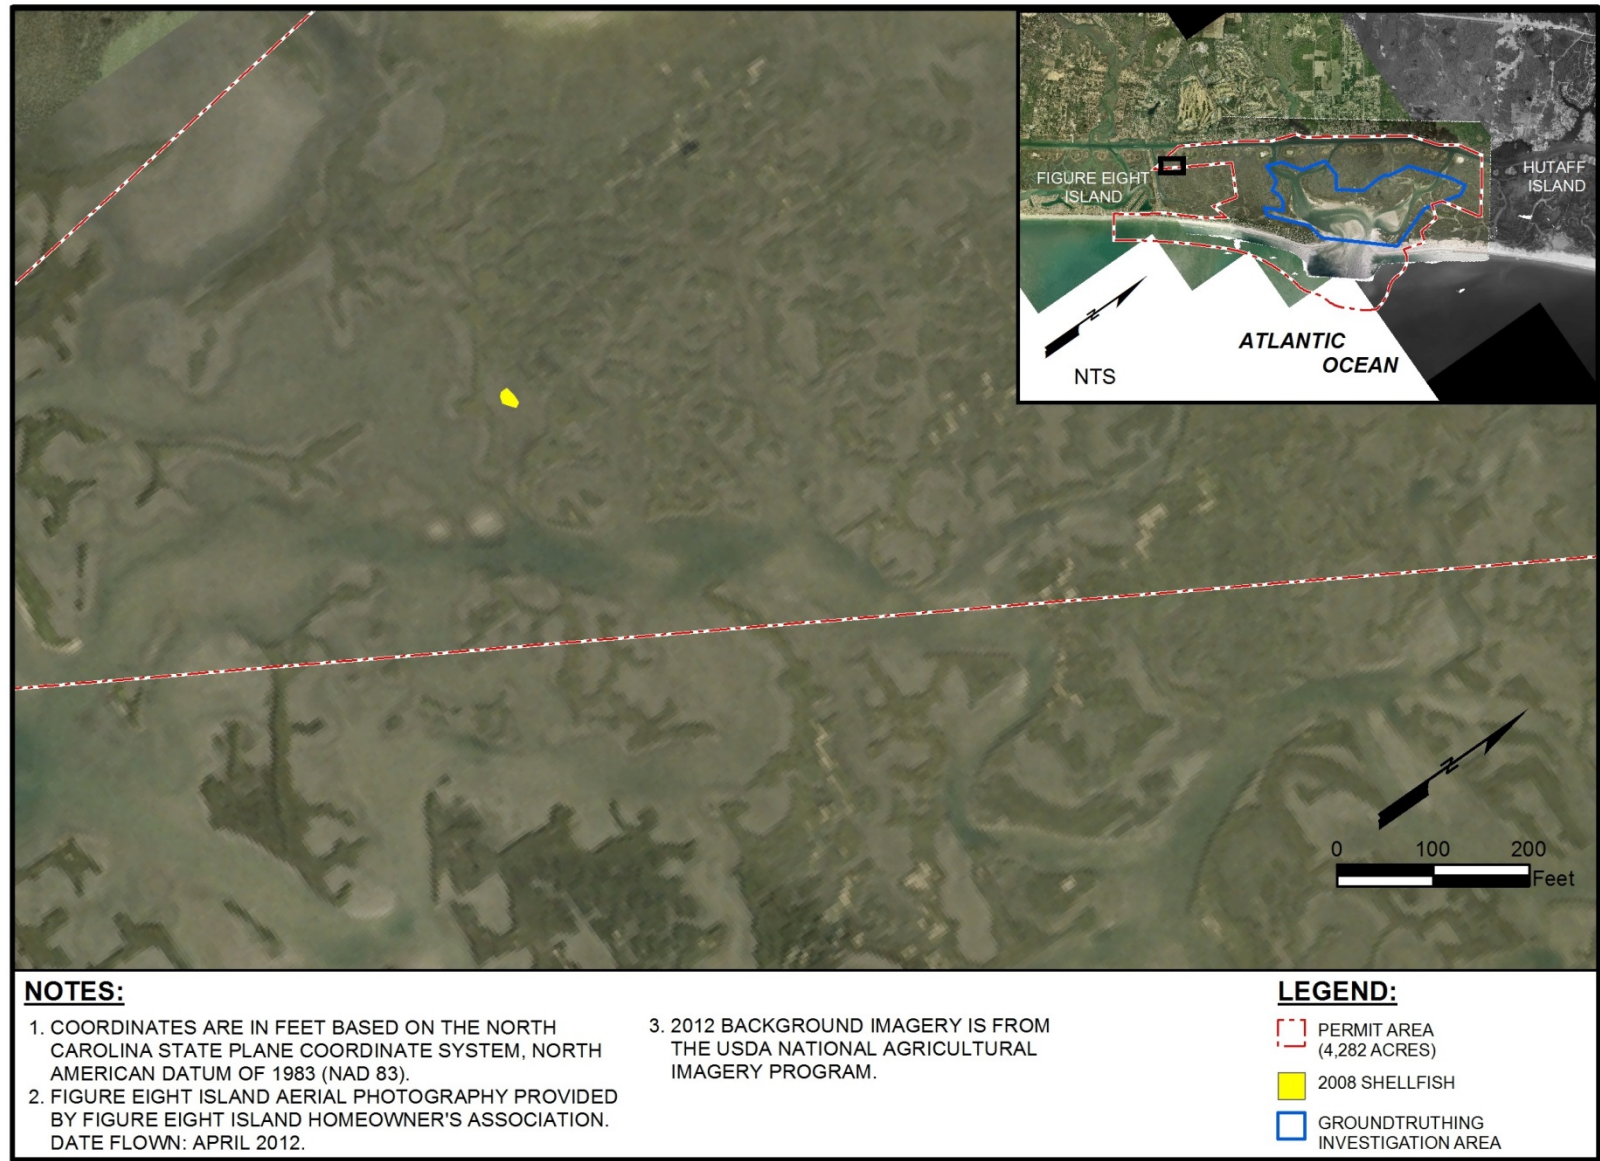 FIGURE EIGHT
ISLAND
HUTAFF
ISLAND
N
NTS
ATLANTIC
OCEAN
N
0 100 200
Feet
NOTES:
1. COORDINATES ARE IN FEET BASED ON THE NORTH
CAROLINA STATE PLANE COORDINATE SYSTEM, NORTH
AMERICAN DATUM OF 1983 (NAD 83).
2. FIGURE EIGHT ISLAND AERIAL PHOTOGRAPHY PROVIDED
BY FIGURE EIGHT ISLAND HOMEOWNER'S ASSOCIATION.
DATE FLOWN: APRIL 2012.
3. 2012 BACKGROUND IMAGERY IS FROM
THE USDA NATIONAL AGRICULTURAL
IMAGERY PROGRAM.
LEGEND:
PERMIT AREA
(4,282 ACRES)
2008 SHELLFISH
GROUNDTRUTHING
INVESTIGATION AREA